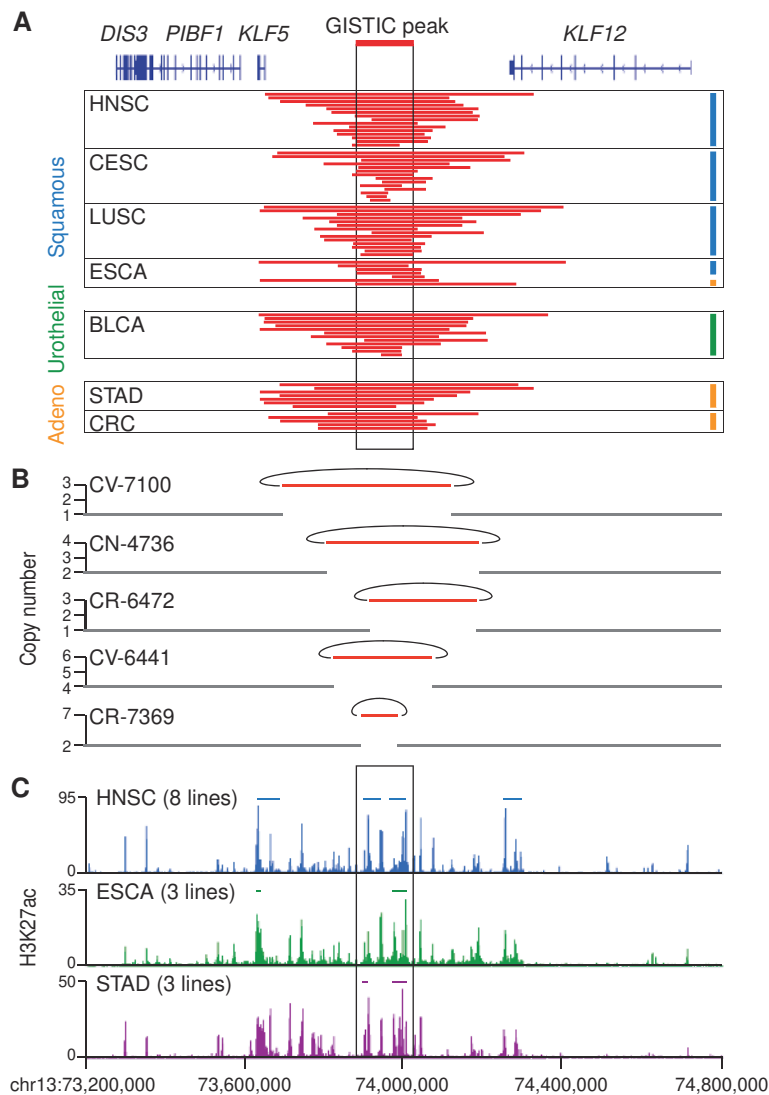 A
GISTIC peak
DIS3 PIBF1 KLF5 KLF12
HNSC
CESC
LUSC
ESCA
BLCA
STAD
CRC
Squamous
Urothelial
Adeno
B
Copy number
3
2
1
CV-7100
4
3
2
CN-4736
3
2
1
CR-6472
6
5
4
CV-6441
7
2
CR-7369
C
H3K27ac
95
0
HNSC (8 lines)
35
0
ESCA (3 lines)
50
0
STAD (3 lines)
chr13:73,200,000 73,600,000 74,000,000 74,400,000 74,800,000